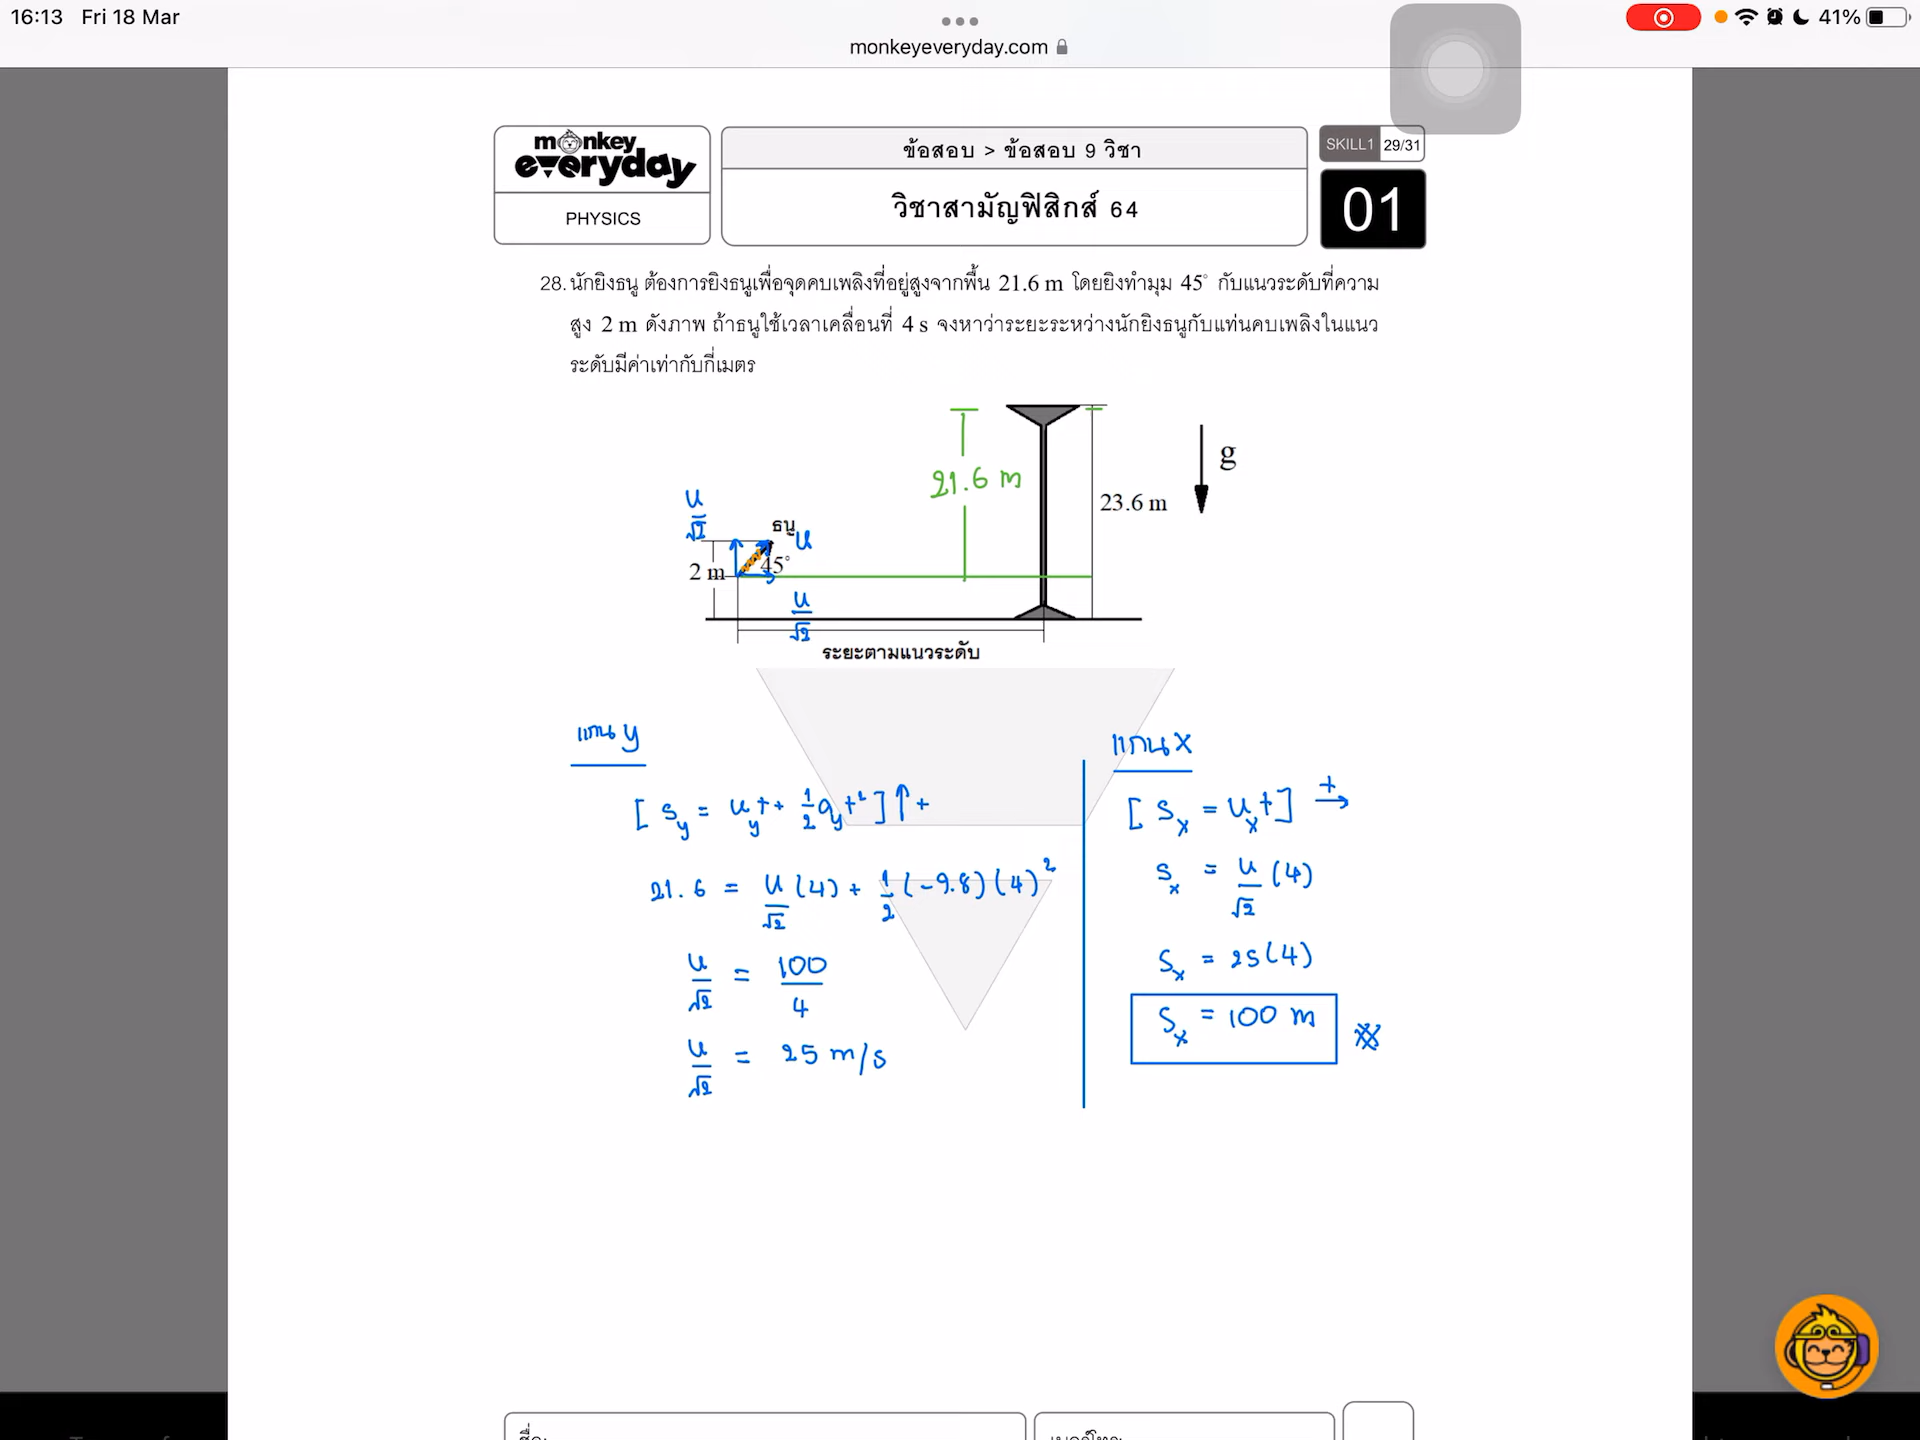 16:13 Fri 18 Mar
monkeyeveryday.com
41%
monkey
everyday
PHYSICS
ข้อสอบ > ข้อสอบ 9 วิชา
วิชาสามัญฟิสิกส์ 64
SKILL1 29/31
01
28. นักยิงธนู ต้องการยิงธนูเพื่อจุดคบเพลิงที่อยู่สูงจากพื้น 21.6 m โดยยิงทำมุม 45° กับแนวระดับที่ความ
สูง 2 m ดังภาพ ถ้าธนูใช้เวลาเคลื่อนที่ 4 s จงหาว่าระยะระหว่างนักยิงธนูกับแท่นคบเพลิงในแนว
ระดับมีค่าเท่ากับกี่เมตร
g
21.6 m
23.6 m
u/√2
ธนู
u
45°
2 m
u/√2
ระยะตามแนวระดับ
แกน y
[ Sy = uyt + 1/2 ayt² ] ↑ +
21.6 = u/√2 (4) + 1/2 (-9.8)(4)²
u/√2 = 100/4
u/√2 = 25 m/s
แกน x
[ Sx = uxt ] +→
Sx = u/√2 (4)
Sx = 25(4)
Sx = 100 m